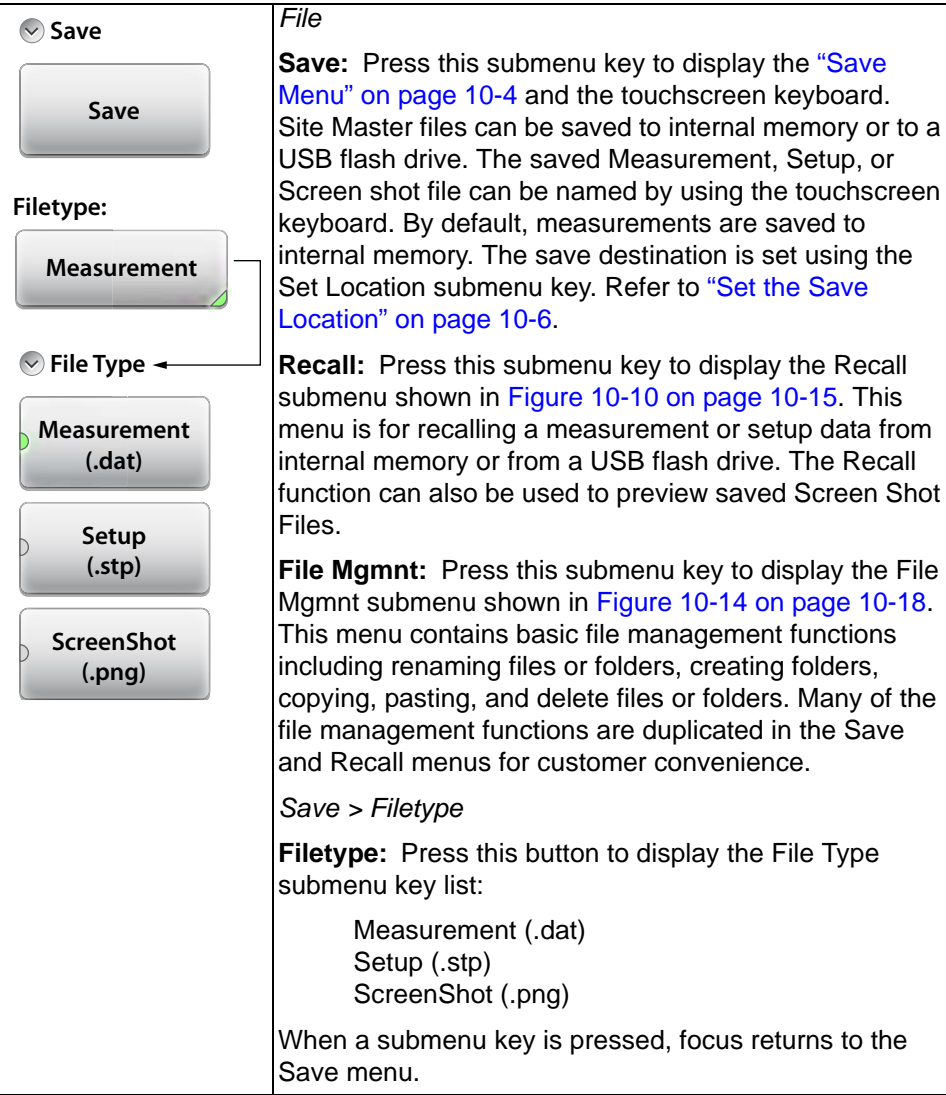 Save
Save
Filetype:
Measurement
File Type
Measurement
(.dat)
Setup
(.stp)
ScreenShot
(.png)
File
Save: Press this submenu key to display the “Save
Menu” on page 10-4 and the touchscreen keyboard.
Site Master files can be saved to internal memory or to a
USB flash drive. The saved Measurement, Setup, or
Screen shot file can be named by using the touchscreen
keyboard. By default, measurements are saved to
internal memory. The save destination is set using the
Set Location submenu key. Refer to “Set the Save
Location” on page 10-6.
Recall: Press this submenu key to display the Recall
submenu shown in Figure 10-10 on page 10-15. This
menu is for recalling a measurement or setup data from
internal memory or from a USB flash drive. The Recall
function can also be used to preview saved Screen Shot
Files.
File Mgmnt: Press this submenu key to display the File
Mgmnt submenu shown in Figure 10-14 on page 10-18.
This menu contains basic file management functions
including renaming files or folders, creating folders,
copying, pasting, and delete files or folders. Many of the
file management functions are duplicated in the Save
and Recall menus for customer convenience.
Save > Filetype
Filetype: Press this button to display the File Type
submenu key list:
Measurement (.dat)
Setup (.stp)
ScreenShot (.png)
When a submenu key is pressed, focus returns to the
Save menu.